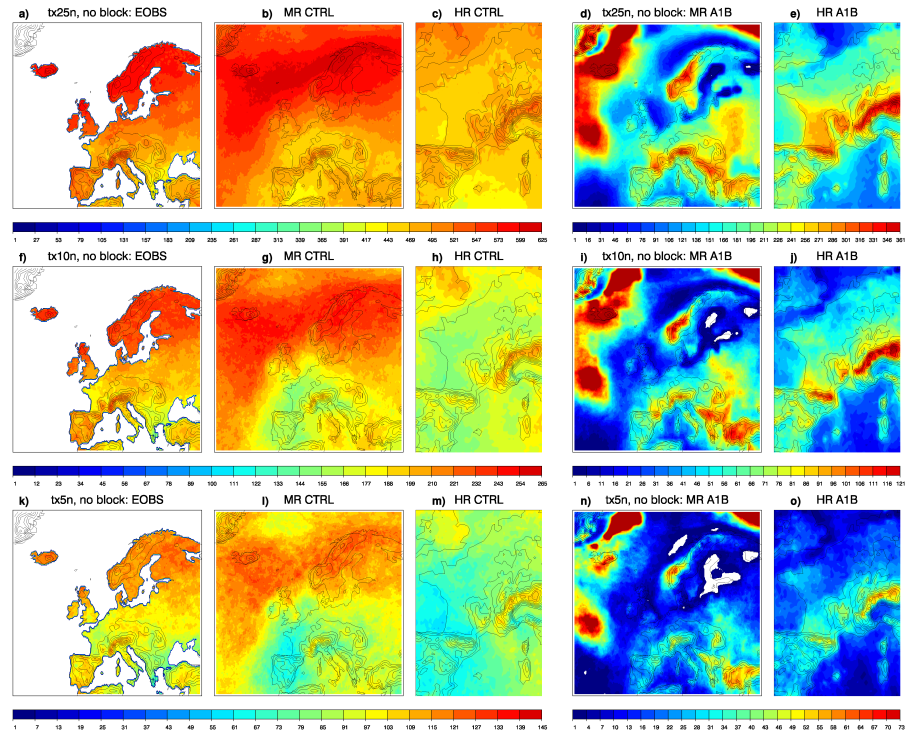 a) tx25n, no block: EOBS b) MR CTRL c) HR CTRL d) tx25n, no block: MR A1B e) HR A1B
1 27 53 79 105 131 157 183 209 235 261 287 313 339 365 391 417 443 469 495 521 547 573 599 625
1 16 31 46 61 76 91 106 121 136 151 166 181 196 211 226 241 256 271 286 301 316 331 346 361
f) tx10n, no block: EOBS g) MR CTRL h) HR CTRL i) tx10n, no block: MR A1B j) HR A1B
1 12 23 34 45 56 67 78 89 100 111 122 133 144 155 166 177 188 199 210 221 232 243 254 265
1 6 11 16 21 26 31 36 41 46 51 56 61 66 71 76 81 86 91 96 101 106 111 116 121
k) tx5n, no block: EOBS l) MR CTRL m) HR CTRL n) tx5n, no block: MR A1B o) HR A1B
1 7 13 19 25 31 37 43 49 55 61 67 73 79 85 91 97 103 109 115 121 127 133 139 145
1 4 7 10 13 16 19 22 25 28 31 34 37 40 43 46 49 52 55 58 61 64 67 70 73